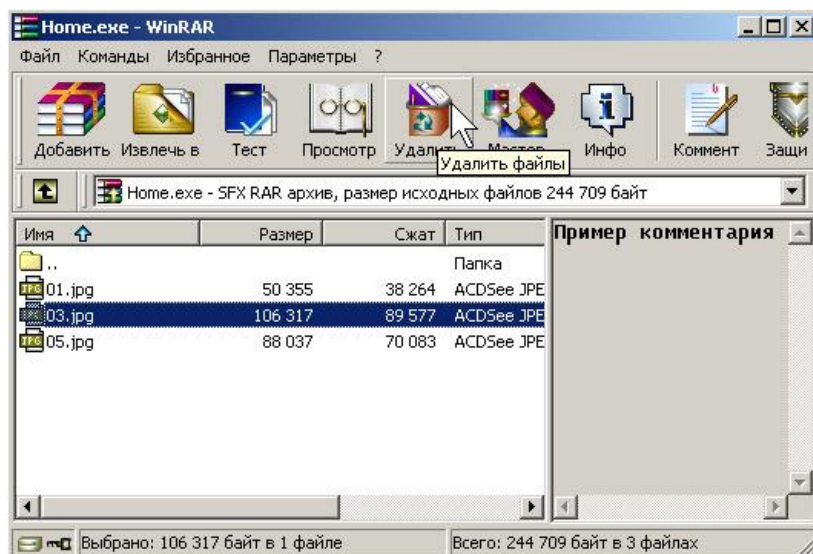 Home.exe - WinRAR
Файл Команды Избранное Параметры ?
Добавить Извлечь в Тест Просмотр Удалить Мастер Инфо Коммент Защи
Удалить файлы
Home.exe - SFX RAR архив, размер исходных файлов 244 709 байт
Имя Размер Сжат Тип
.. Папка
01.jpg 50 355 38 264 ACDSee JPE
03.jpg 106 317 89 577 ACDSee JPE
05.jpg 88 037 70 083 ACDSee JPE
Пример комментария
Выбрано: 106 317 байт в 1 файле
Всего: 244 709 байт в 3 файлах